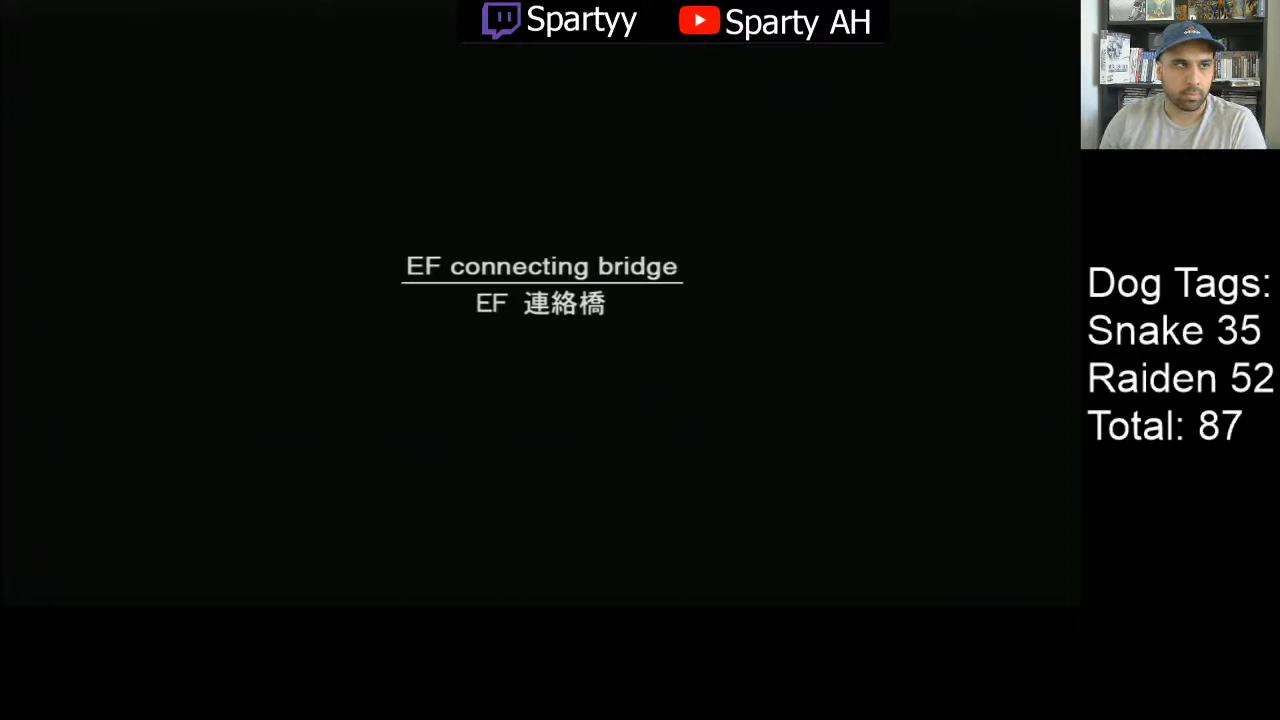 Spartyy
Sparty AH
EF connecting bridge
EF 連絡橋
Dog Tags:
Snake 35
Raiden 52
Total: 87